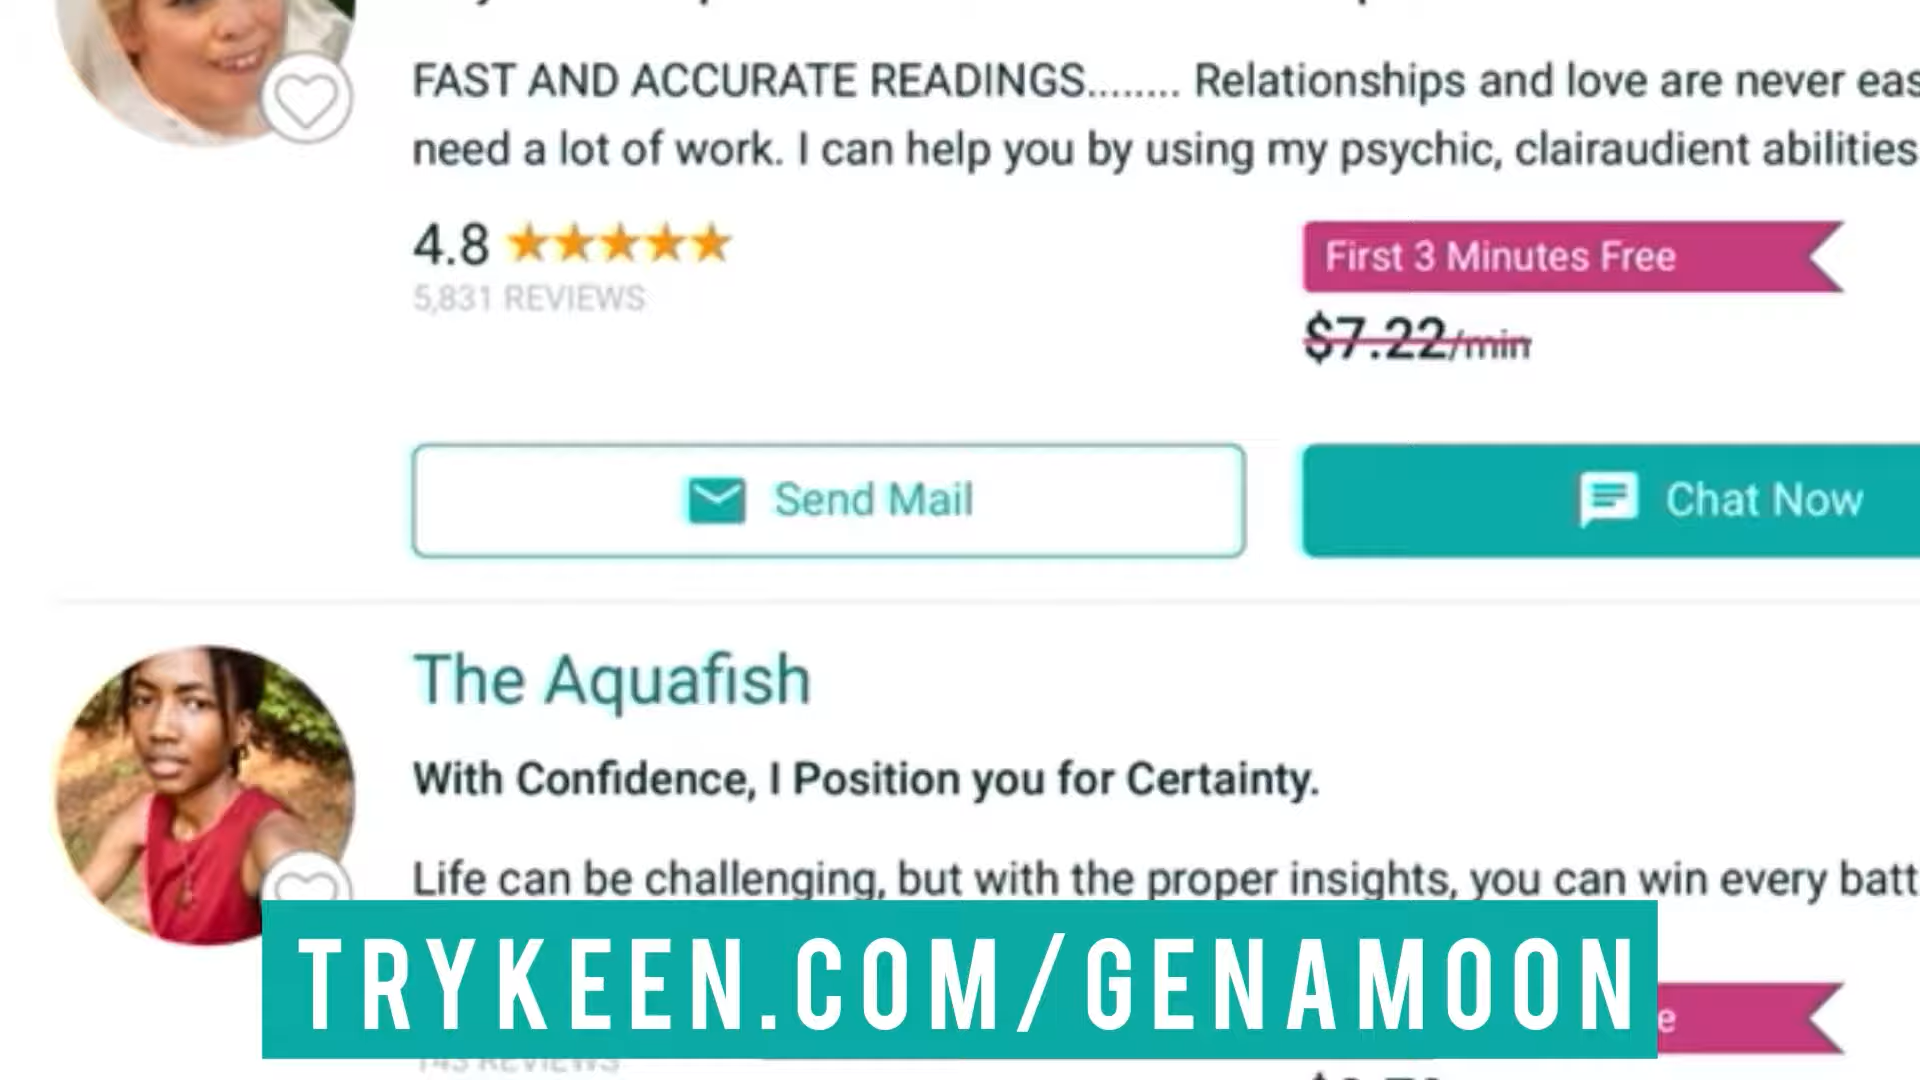 FAST AND ACCURATE READINGS........ Relationships and love are never eas
need a lot of work. I can help you by using my psychic, clairaudient abilities
4.8
First 3 Minutes Free
5,831 REVIEWS
$7.22/min
Send Mail
Chat Now
The Aquafish
With Confidence, I Position you for Certainty.
Life can be challenging, but with the proper insights, you can win every batt
TRYKEEN.COM/GENAMOON
e
143 REVIEWS